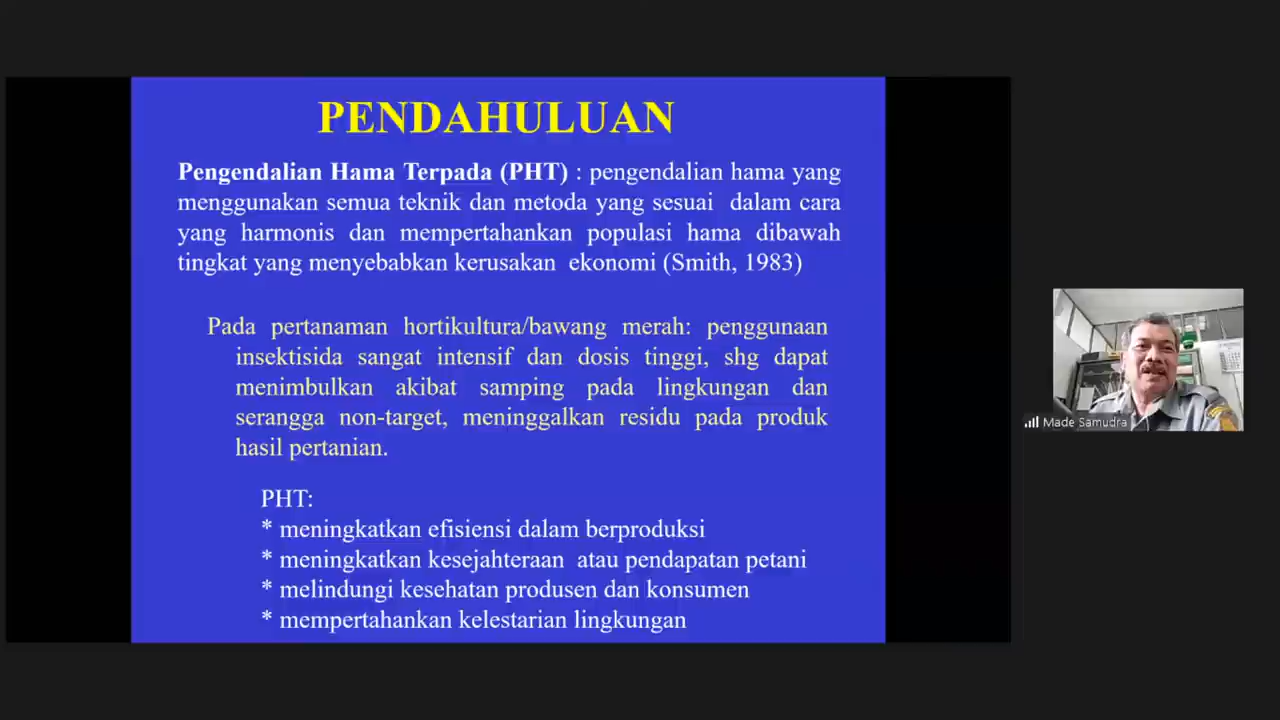 PENDAHULUAN
Pengendalian Hama Terpada (PHT) : pengendalian hama yang
menggunakan semua teknik dan metoda yang sesuai dalam cara
yang harmonis dan mempertahankan populasi hama dibawah
tingkat yang menyebabkan kerusakan ekonomi (Smith, 1983)
Pada pertanaman hortikultura/bawang merah: penggunaan
insektisida sangat intensif dan dosis tinggi, shg dapat
menimbulkan akibat samping pada lingkungan dan
serangga non-target, meninggalkan residu pada produk
hasil pertanian.
PHT:
* meningkatkan efisiensi dalam berproduksi
* meningkatkan kesejahteraan atau pendapatan petani
* melindungi kesehatan produsen dan konsumen
* mempertahankan kelestarian lingkungan
Made Samudra